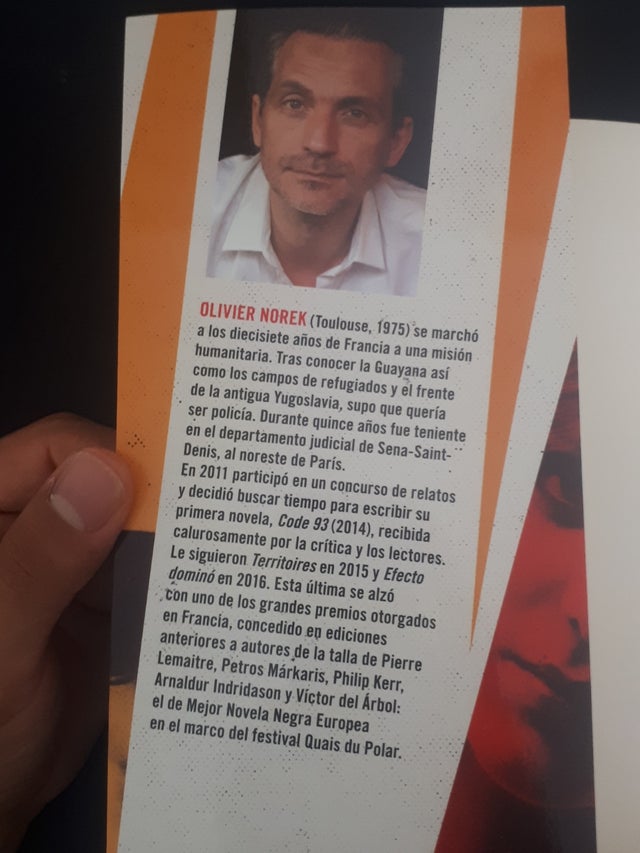 OLIVIER NOREK (Toulouse, 1975) se marchó
a los diecisiete años de Francia a una misión
humanitaria. Tras conocer la Guayana así
como los campos de refugiados y el frente
de la antigua Yugoslavia, supo que quería
ser policía. Durante quince años fue teniente
en el departamento judicial de Sena-Saint-
Denis, al noreste de París.
En 2011 participó en un concurso de relatos
y decidió buscar tiempo para escribir su
primera novela, Code 93 (2014), recibida
calurosamente por la crítica y los lectores.
Le siguieron Territoires en 2015 y Efecto
dominó en 2016. Esta última se alzó
con uno de los grandes premios otorgados
en Francia, concedido en ediciones
anteriores a autores de la talla de Pierre
Lemaitre, Petros Márkaris, Philip Kerr,
Arnaldur Indridason y Víctor del Árbol:
el de Mejor Novela Negra Europea
en el marco del festival Quais du Polar.